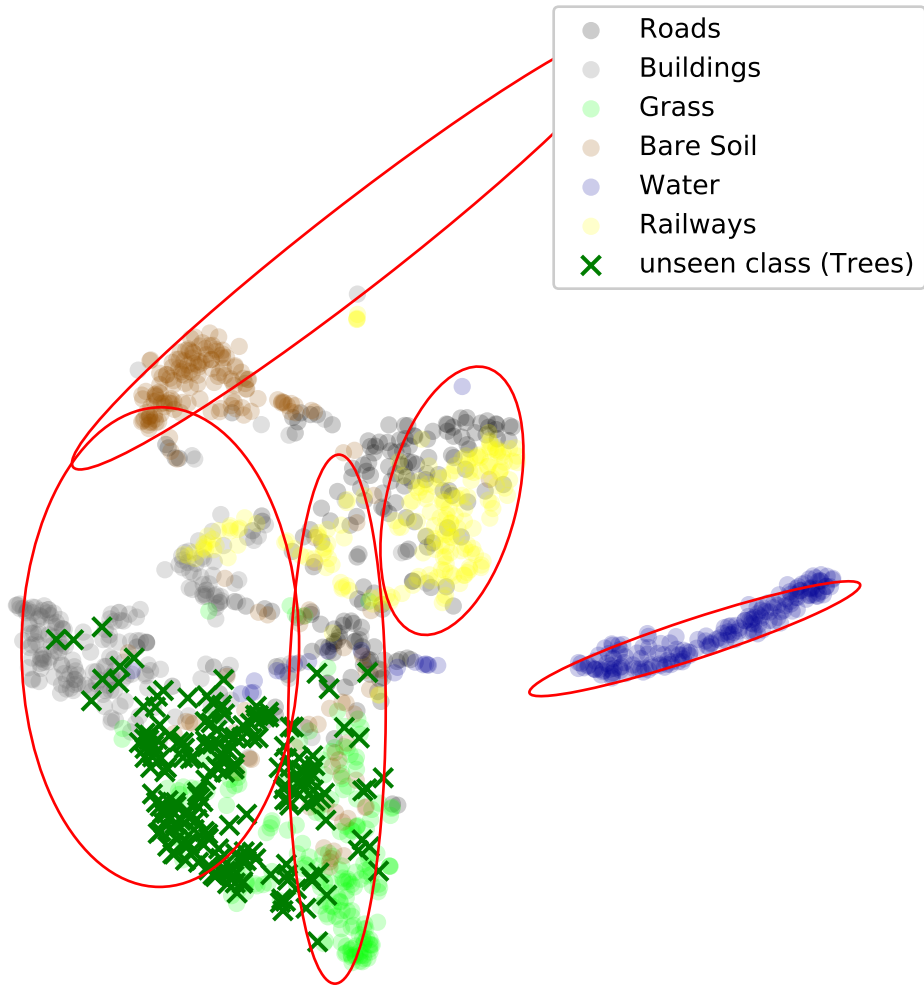 Roads
Buildings
Grass
Bare Soil
Water
Railways
unseen class (Trees)